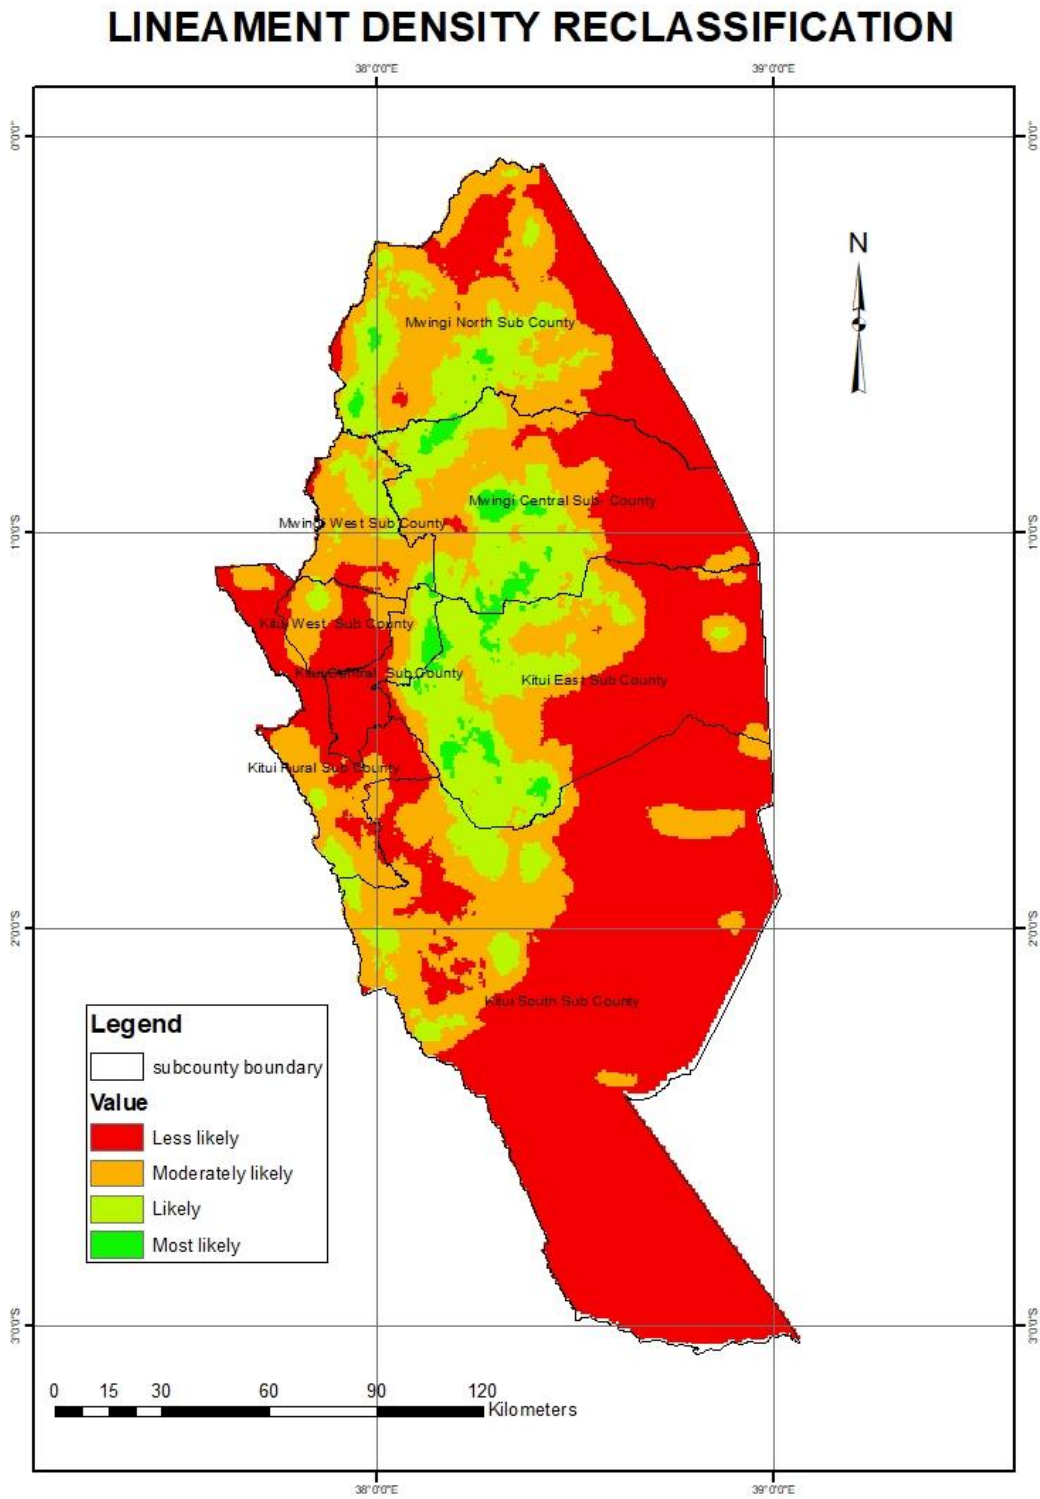 LINEAMENT DENSITY RECLASSIFICATION
38°0'0"E 39°0'0"E
0°0'0" 0°0'0"
N
Mwingi North Sub County
Mwingi Central Sub County
Mwingi West Sub County
1°0'0"S 1°0'0"S
Kitui West Sub County
Kitui Central Sub County
Kitui East Sub County
Kitui Rural Sub County
2°0'0"S 2°0'0"S
Kitui South Sub County
Legend
subcounty boundary
Value
Less likely
Moderately likely
Likely
Most likely
3°0'0"S 3°0'0"S
0 15 30 60 90 120
Kilometers
38°0'0"E 39°0'0"E